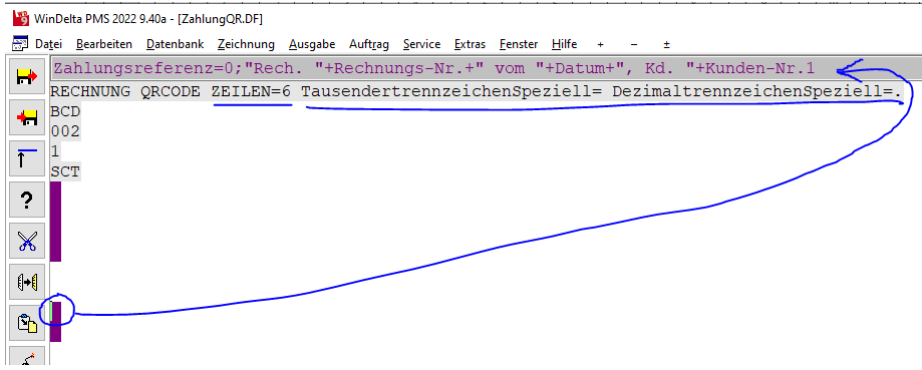 WinDelta PMS 2022 9.40a - [ZahlungQR.DF]
Datei Bearbeiten Datenbank Zeichnung Ausgabe Auftrag Service Extras Fenster Hilfe + - ±
Zahlungsreferenz=0;"Rech. "+Rechnungs-Nr.+" vom "+Datum+", Kd. "+Kunden-Nr.1
RECHNUNG QRCODE ZEILEN=6 TausendertrennzeichenSpeziell= DezimaltrennzeichenSpeziell=.
BCD
002
1
SCT
?